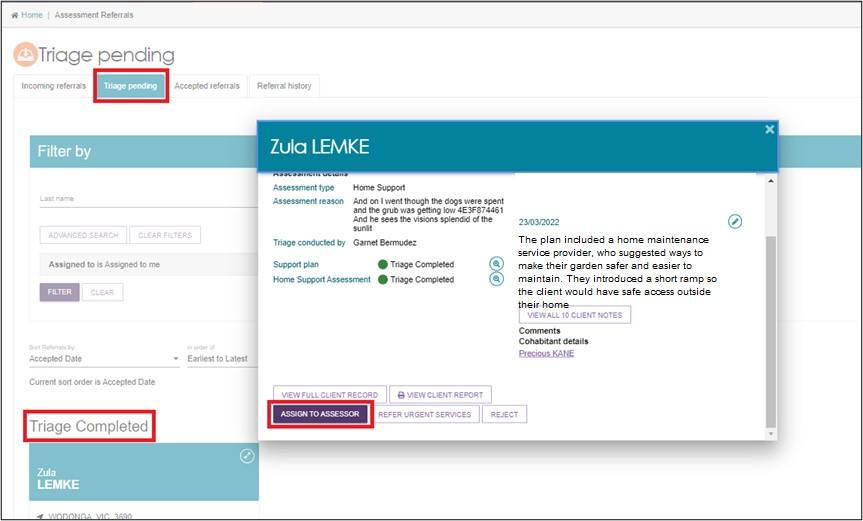 Home | Assessment Referrals
Triage pending
Incoming referrals
Triage pending
Accepted referrals
Referral history
Filter by
Last name
ADVANCED SEARCH
CLEAR FILTERS
Assigned to is Assigned to me
FILTER
CLEAR
Sort Referrals by:
in order of
Accepted Date
Earliest to Latest
Current sort order is Accepted Date
Triage Completed
Zula
LEMKE
WODONGA, VIC, 3690
Zula LEMKE
Assessment details
Assessment type Home Support
Assessment reason And on I went though the dogs were spent
and the grub was getting low 4E3F874461
And he sees the visions splendid of the
sunlit
Triage conducted by Garnet Bermudez
Support plan Triage Completed
Home Support Assessment Triage Completed
23/03/2022
The plan included a home maintenance
service provider, who suggested ways to
make their garden safer and easier to
maintain. They introduced a short ramp so
the client would have safe access outside
their home
VIEW ALL 10 CLIENT NOTES
Comments
Cohabitant details
Precious KANE
VIEW FULL CLIENT RECORD
VIEW CLIENT REPORT
ASSIGN TO ASSESSOR
REFER URGENT SERVICES
REJECT